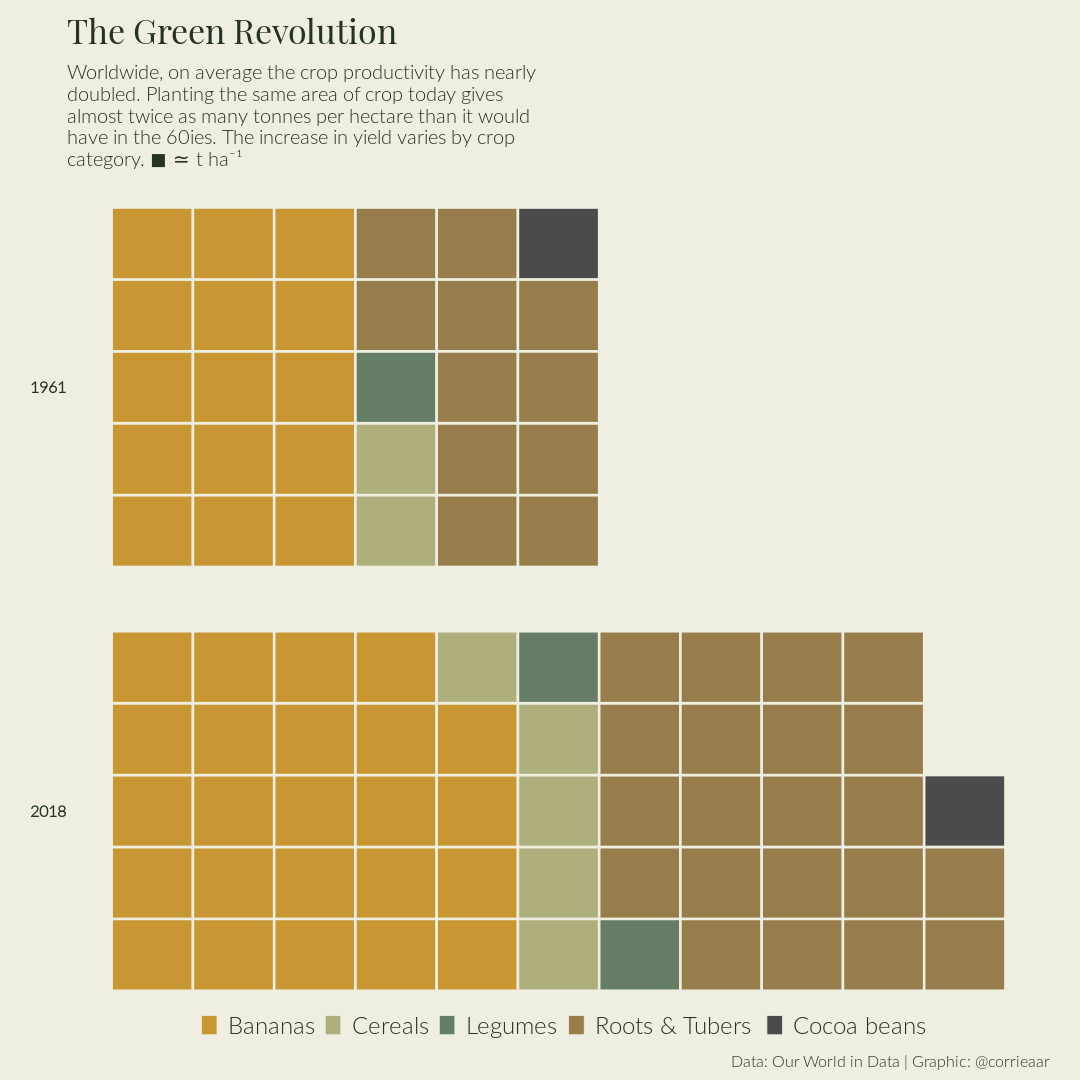 The Green Revolution
Worldwide, on average the crop productivity has nearly
doubled. Planting the same area of crop today gives
almost twice as many tonnes per hectare than it would
have in the 60ies. The increase in yield varies by crop
category. ■ ≃ t ha⁻¹
1961
2018
Bananas Cereals Legumes Roots & Tubers Cocoa beans
Data: Our World in Data | Graphic: @corrieaar